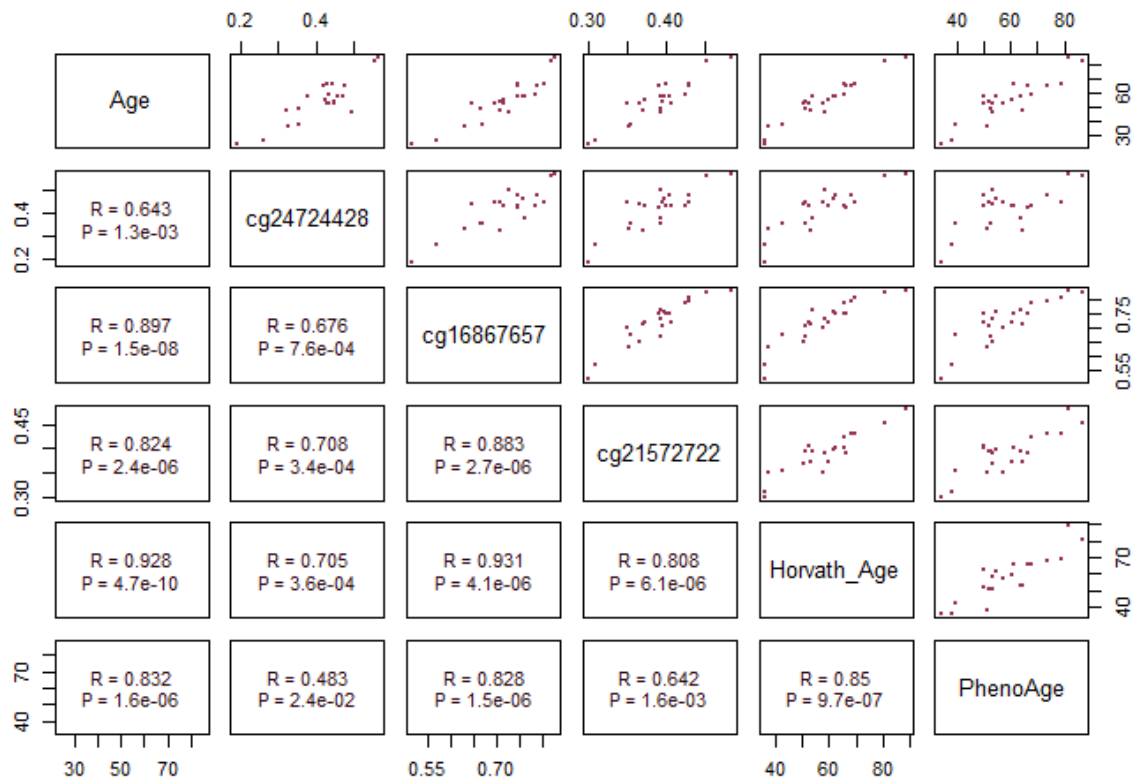 0.2 0.4 0.30 0.40 40 60 80
Age
30 60
0.2 0.4
R = 0.643
P = 1.3e-03
cg24724428
R = 0.897
P = 1.5e-08
R = 0.676
P = 7.6e-04
cg16867657
0.55 0.75
0.30 0.45
R = 0.824
P = 2.4e-06
R = 0.708
P = 3.4e-04
R = 0.883
P = 2.7e-06
cg21572722
R = 0.928
P = 4.7e-10
R = 0.705
P = 3.6e-04
R = 0.931
P = 4.1e-06
R = 0.808
P = 6.1e-06
Horvath_Age
40 70
40 70
R = 0.832
P = 1.6e-06
R = 0.483
P = 2.4e-02
R = 0.828
P = 1.5e-06
R = 0.642
P = 1.6e-03
R = 0.85
P = 9.7e-07
PhenoAge
30 50 70 0.55 0.70 40 60 80